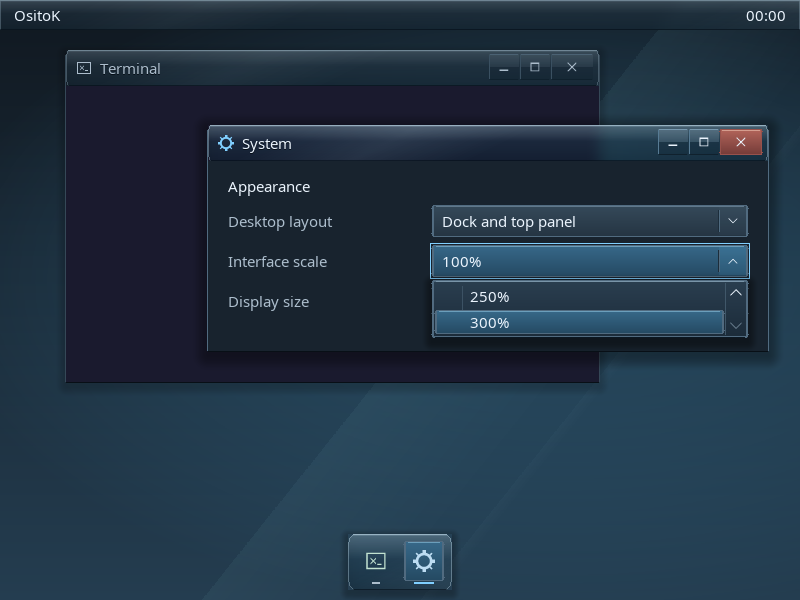 OsitoK 00:00
Terminal
System
Appearance
Desktop layout Dock and top panel
Interface scale 100%
250%
Display size
300%